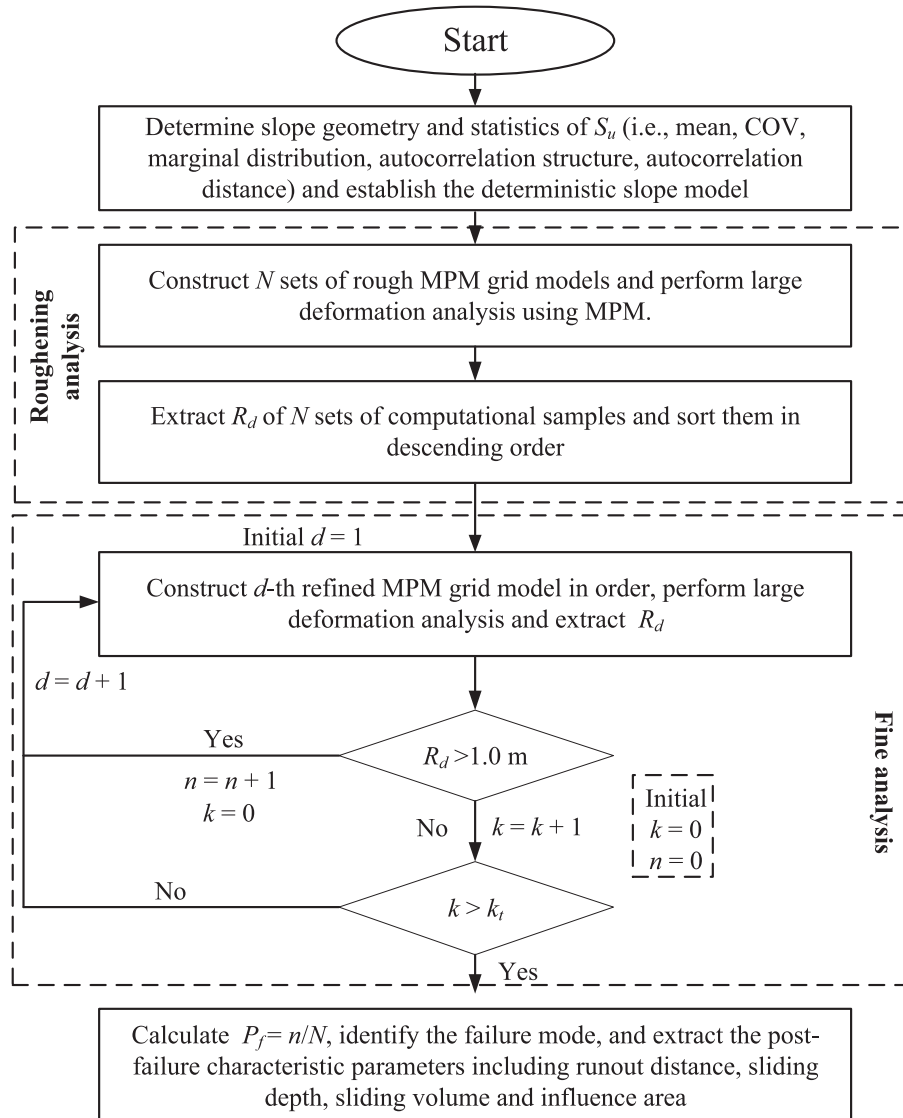 Start
Determine slope geometry and statistics of Su (i.e., mean, COV,
marginal distribution, autocorrelation structure, autocorrelation
distance) and establish the deterministic slope model
Roughening
analysis
Construct N sets of rough MPM grid models and perform large
deformation analysis using MPM.
Extract Rd of N sets of computational samples and sort them in
descending order
Initial d = 1
Construct d-th refined MPM grid model in order, perform large
deformation analysis and extract Rd
d = d + 1
Yes
n = n + 1
k = 0
Rd >1.0 m
Initial
k = 0
n = 0
Fine analysis
No
k = k + 1
No
k > kt
Yes
Calculate Pf = n/N, identify the failure mode, and extract the post-
failure characteristic parameters including runout distance, sliding
depth, sliding volume and influence area